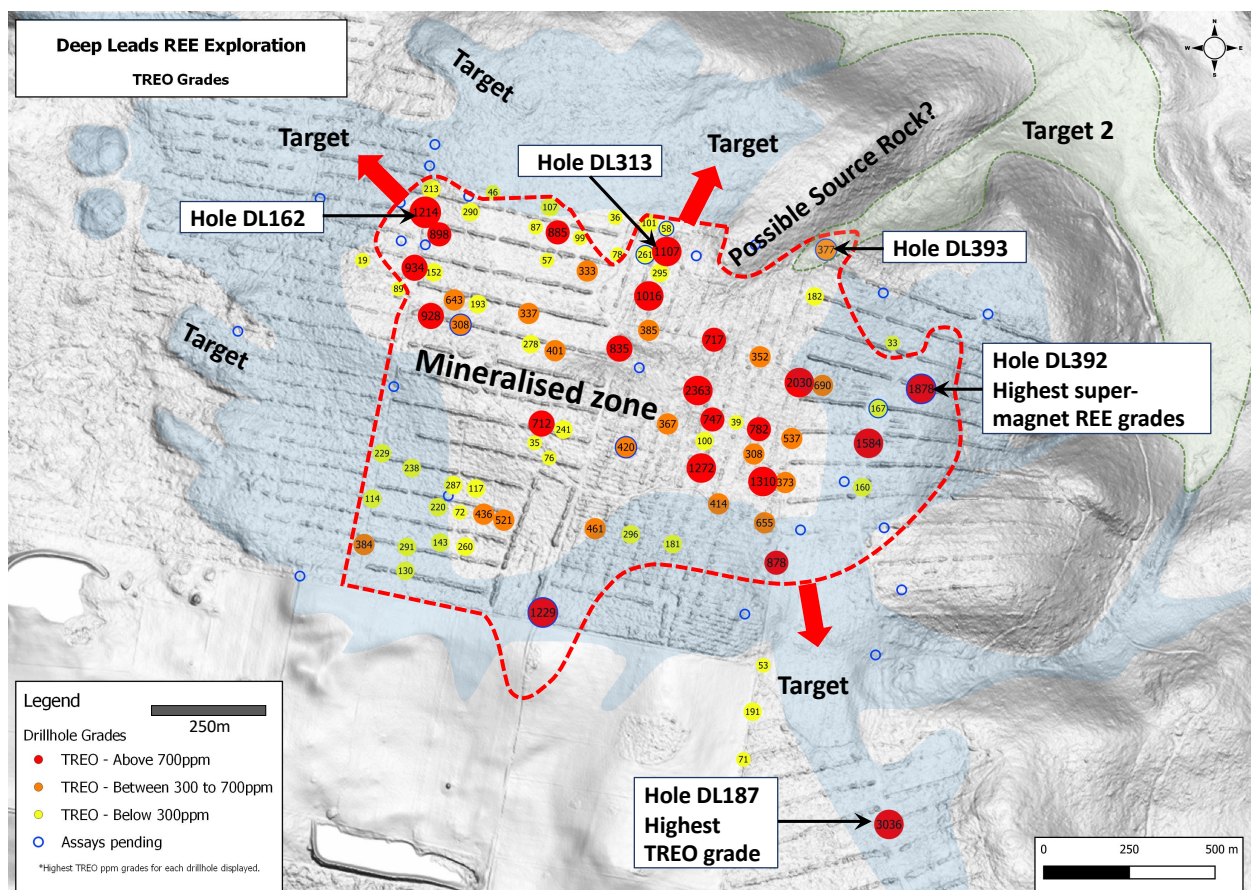 Deep Leads REE Exploration
TREO Grades
N
W
E
S
Target
Target
Hole DL313
Target
Possible Source Rock?
Target 2
Hole DL162
Hole DL393
213
46
1214
290
107
36
101
58
898
87
885
99
377
19
934
152
57
78
261
1107
333
295
89
643
193
1016
182
928
308
337
385
Target
278
401
835
717
352
33
Mineralised zone
Hole DL392
Highest super-
magnet REE grades
2363
2030
690
1878
712
241
367
747
39
782
167
35
420
100
537
1584
229
76
308
238
1272
287
117
1310
373
160
114
220
72
436
521
414
461
296
655
384
291
143
260
181
130
878
1229
53
Target
191
71
Hole DL187
Highest
TREO grade
3036
Legend
250m
Drillhole Grades
TREO - Above 700ppm
TREO - Between 300 to 700ppm
TREO - Below 300ppm
Assays pending
*Highest TREO ppm grades for each drillhole displayed.
0 250 500 m